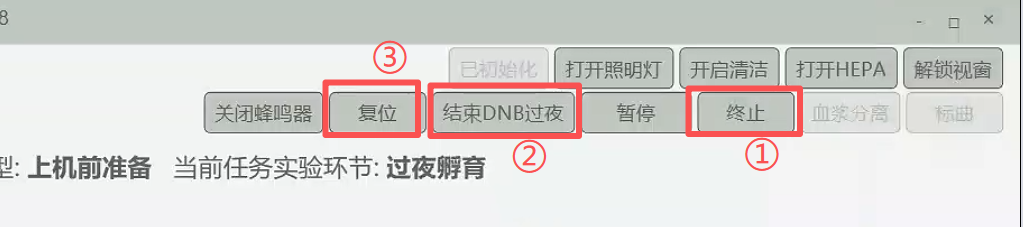 8
③
已初始化 打开照明灯 开启清洁 打开HEPA 解锁视窗
关闭蜂鸣器 复位 结束DNB过夜 暂停 终止 血浆分离 标曲
② ①
型: 上机前准备 当前任务实验环节: 过夜孵育